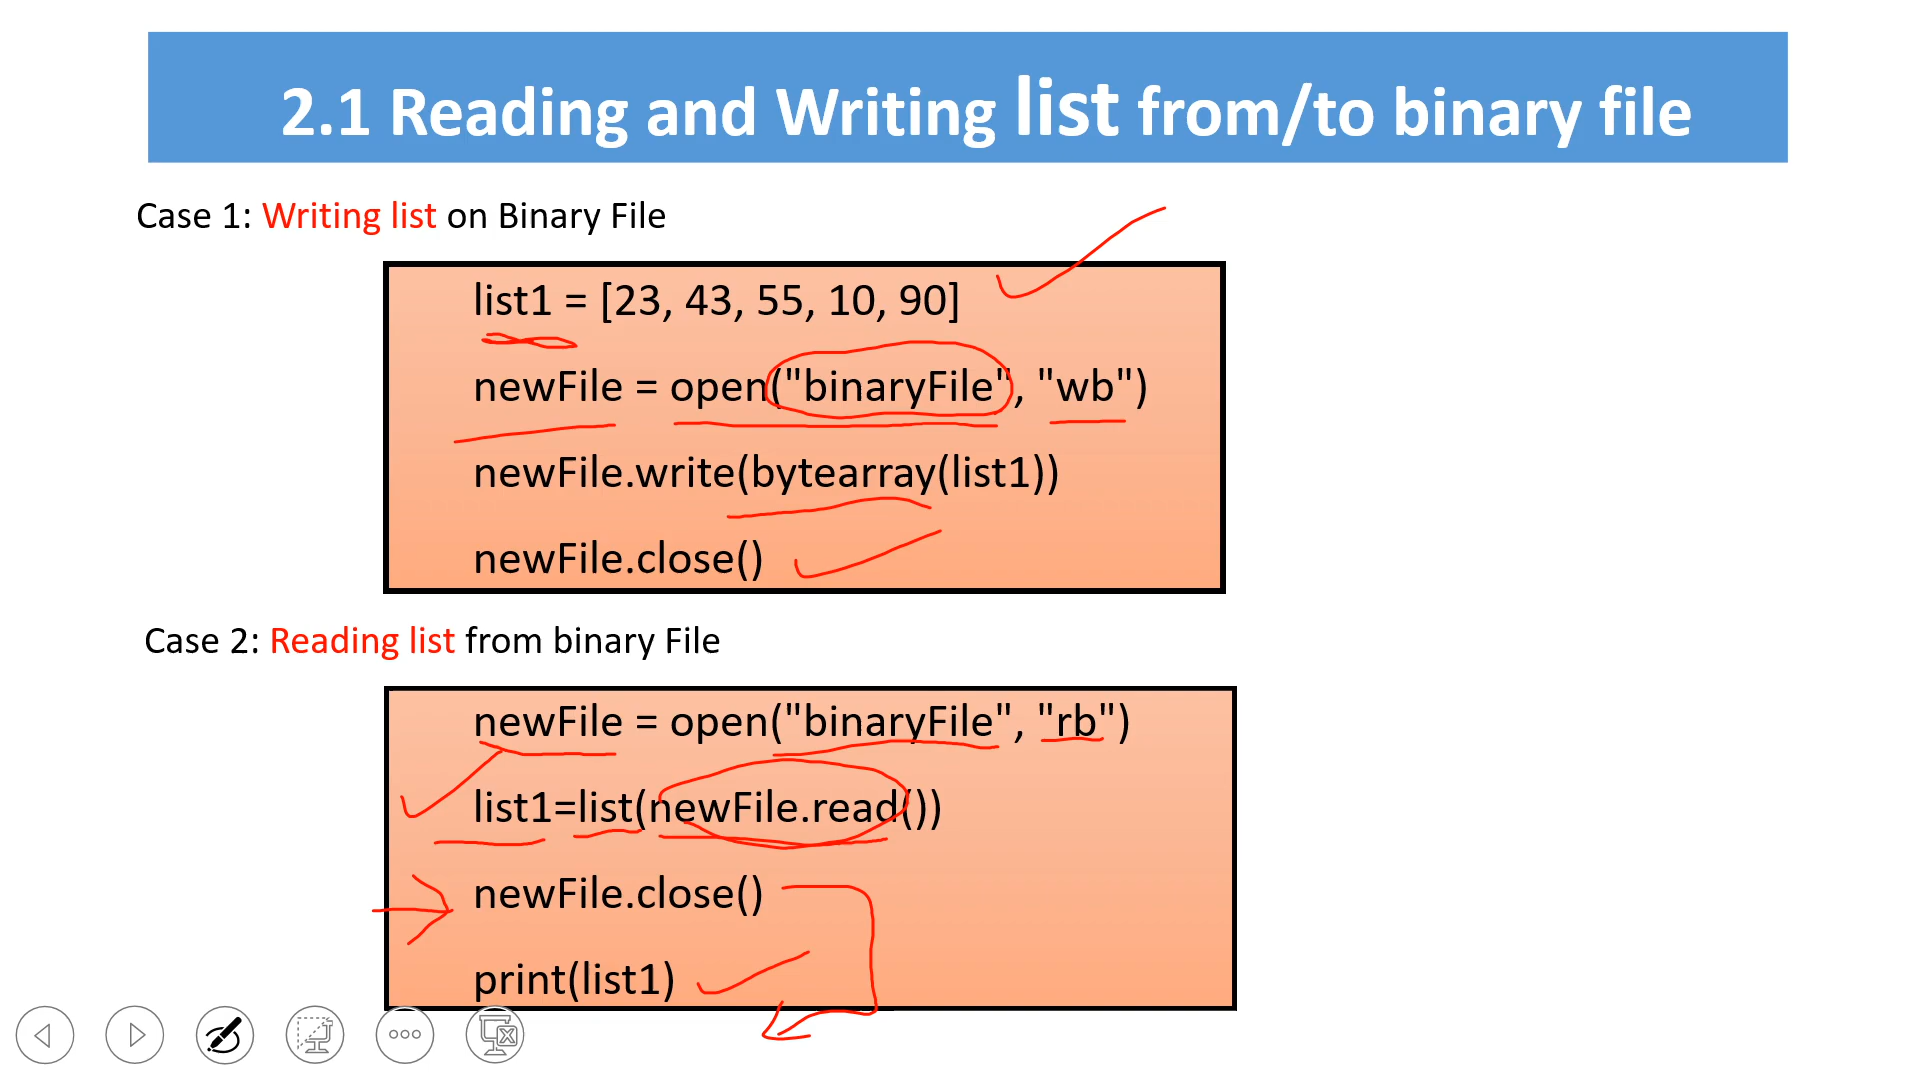 2.1 Reading and Writing list from/to binary file
Case 1: Writing list on Binary File
list1 = [23, 43, 55, 10, 90]
newFile = open("binaryFile", "wb")
newFile.write(bytearray(list1))
newFile.close()
Case 2: Reading list from binary File
newFile = open("binaryFile", "rb")
list1=list(newFile.read())
newFile.close()
print(list1)